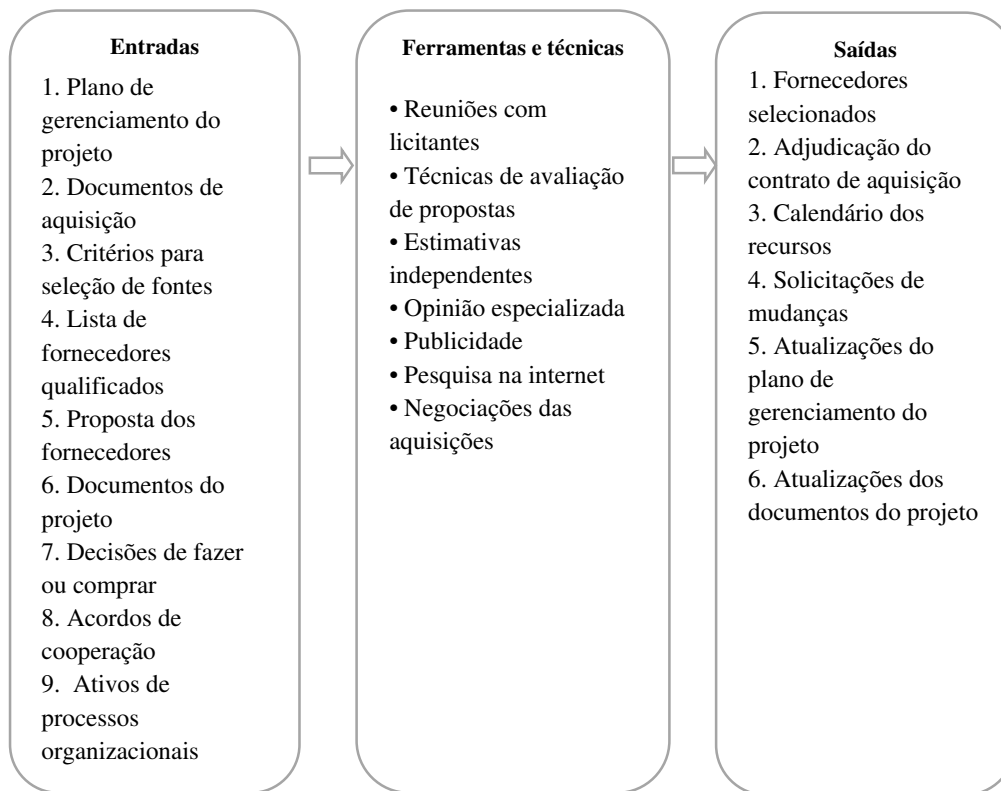 Entradas
1. Plano de
gerenciamento do
projeto
2. Documentos de
aquisição
3. Critérios para
seleção de fontes
4. Lista de
fornecedores
qualificados
5. Proposta dos
fornecedores
6. Documentos do
projeto
7. Decisões de fazer
ou comprar
8. Acordos de
cooperação
9. Ativos de
processos
organizacionais
Ferramentas e técnicas
• Reuniões com
licitantes
• Técnicas de avaliação
de propostas
• Estimativas
independentes
• Opinião especializada
• Publicidade
• Pesquisa na internet
• Negociações das
aquisições
Saídas
1. Fornecedores
selecionados
2. Adjudicação do
contrato de aquisição
3. Calendário dos
recursos
4. Solicitações de
mudanças
5. Atualizações do
plano de
gerenciamento do
projeto
6. Atualizações dos
documentos do projeto